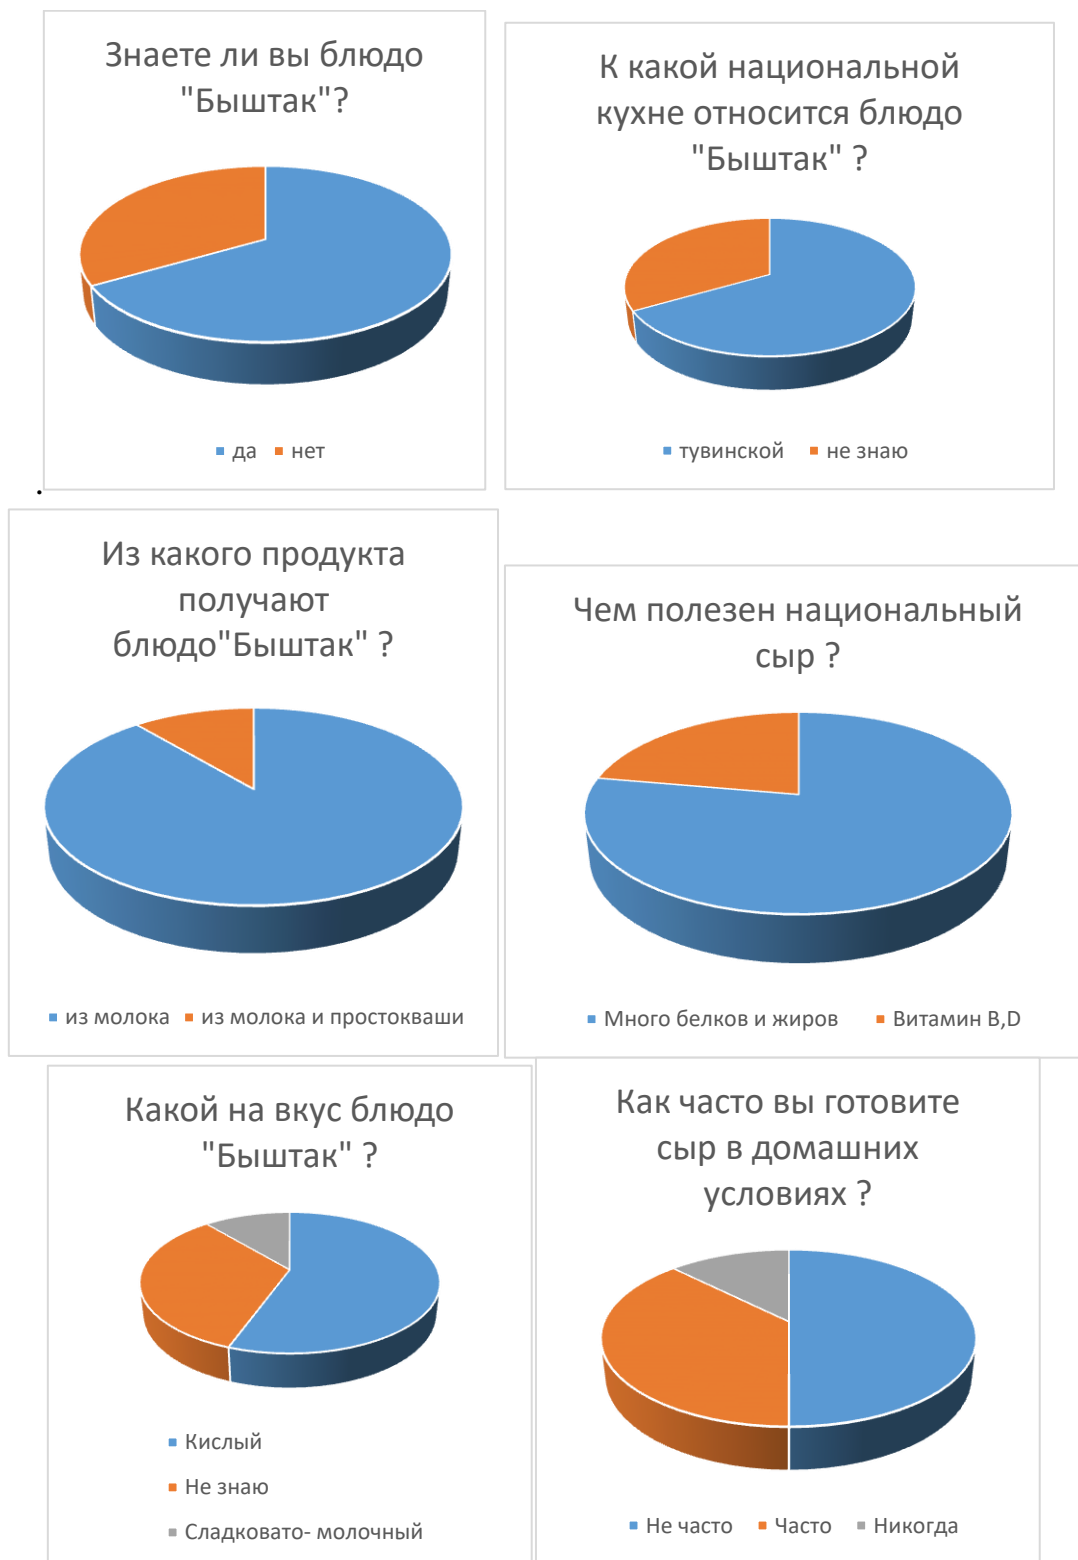 Знаете ли вы блюдо
"Быштак"?
да нет
К какой национальной
кухне относится блюдо
"Быштак" ?
тувинской не знаю
.
Из какого продукта
получают
блюдо"Быштак" ?
из молока из молока и простокваши
Чем полезен национальный
сыр ?
Много белков и жиров Витамин B,D
Какой на вкус блюдо
"Быштак" ?
Кислый
Не знаю
Сладковато- молочный
Как часто вы готовите
сыр в домашних
условиях ?
Не часто Часто Никогда